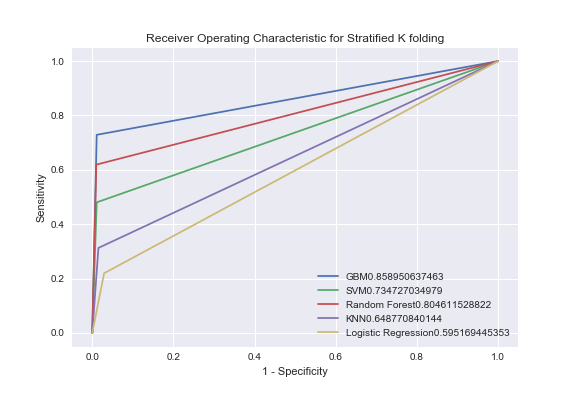 Receiver Operating Characteristic for Stratified K folding
1.0
0.8
0.6
0.4
0.2
0.0
Sensitivity
GBM0.858950637463
SVM0.734727034979
Random Forest0.804611528822
KNN0.648770840144
Logistic Regression0.595169445353
0.0 0.2 0.4 0.6 0.8 1.0
1 - Specificity